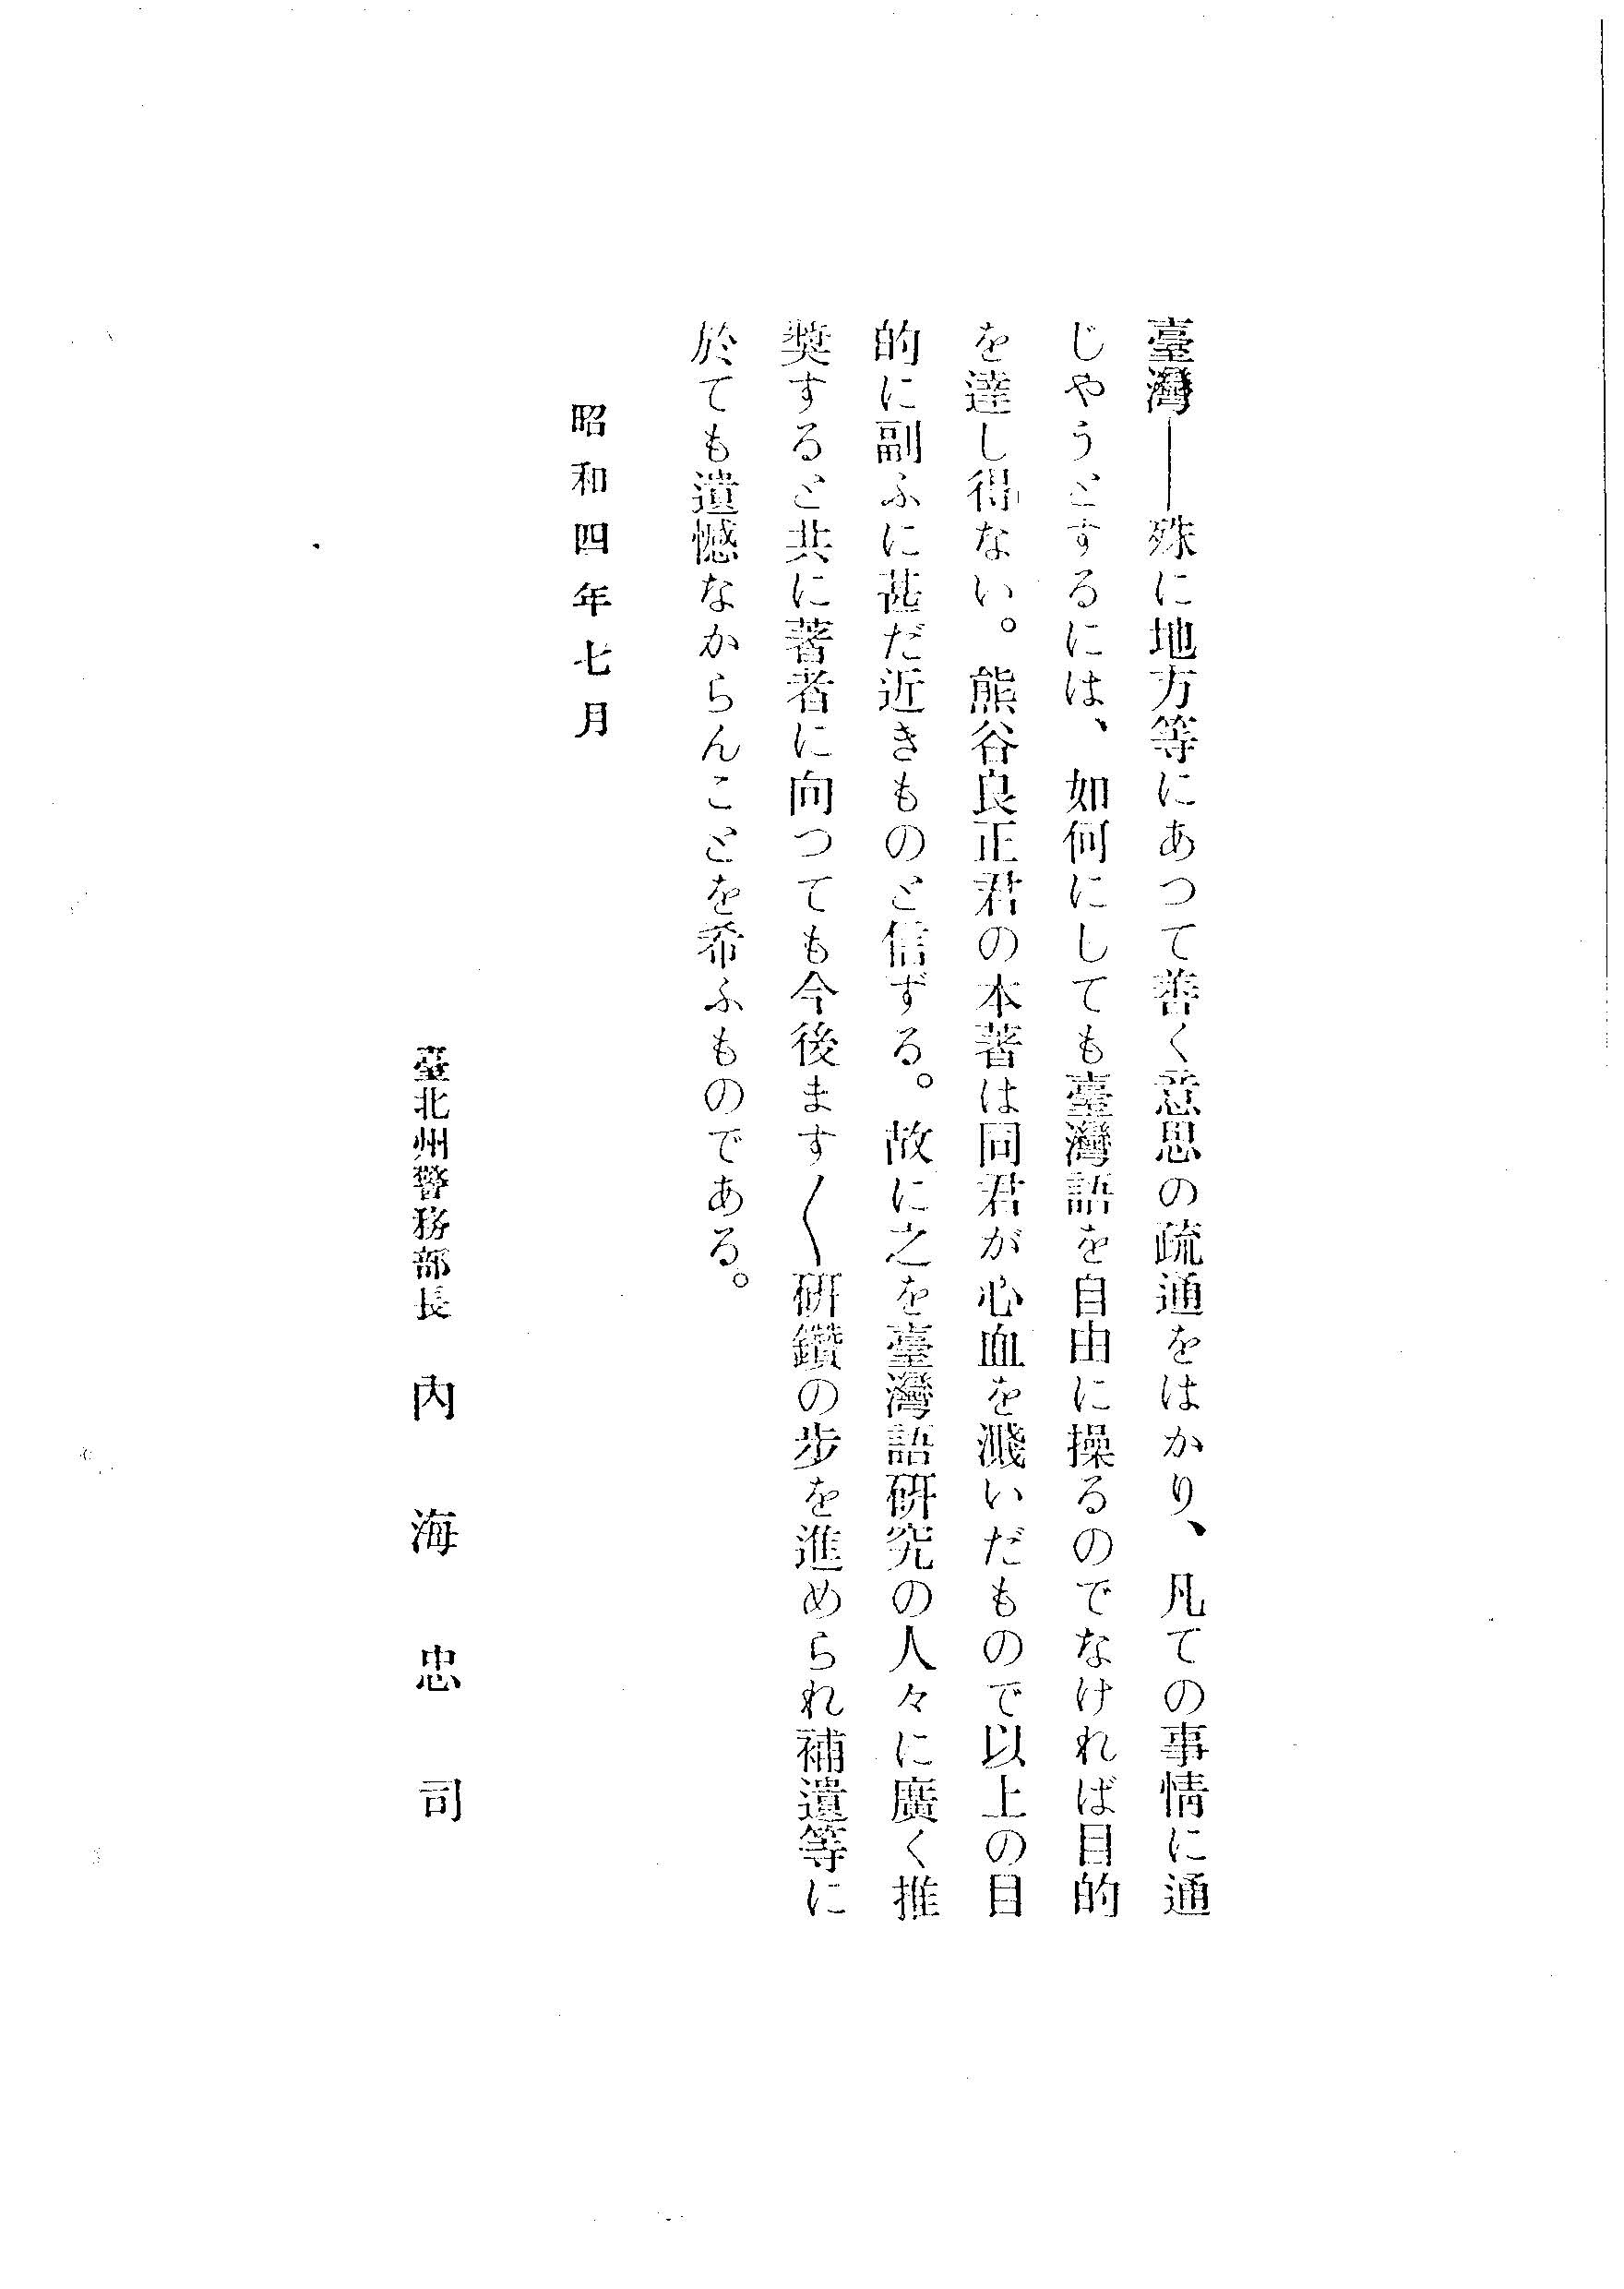 臺灣――殊に地方等にあつて善く意思の疏通をはかり、凡ての事情に通
じやうとするには、如何にしても臺灣語を自由に操るのでなければ目的
を達し得ない。熊谷良正君の本著は同君が心血を濺いだもので以上の目
的に副ふに甚だ近きものと信ずる。故に之を臺灣語研究の人々に廣く推
奬すると共に著者に向つても今後ます〱研鑽の步を進められ補遺等に
於ても遺憾なからんことを希ふものである。
昭和四年七月
臺北州警務部長 內海忠司